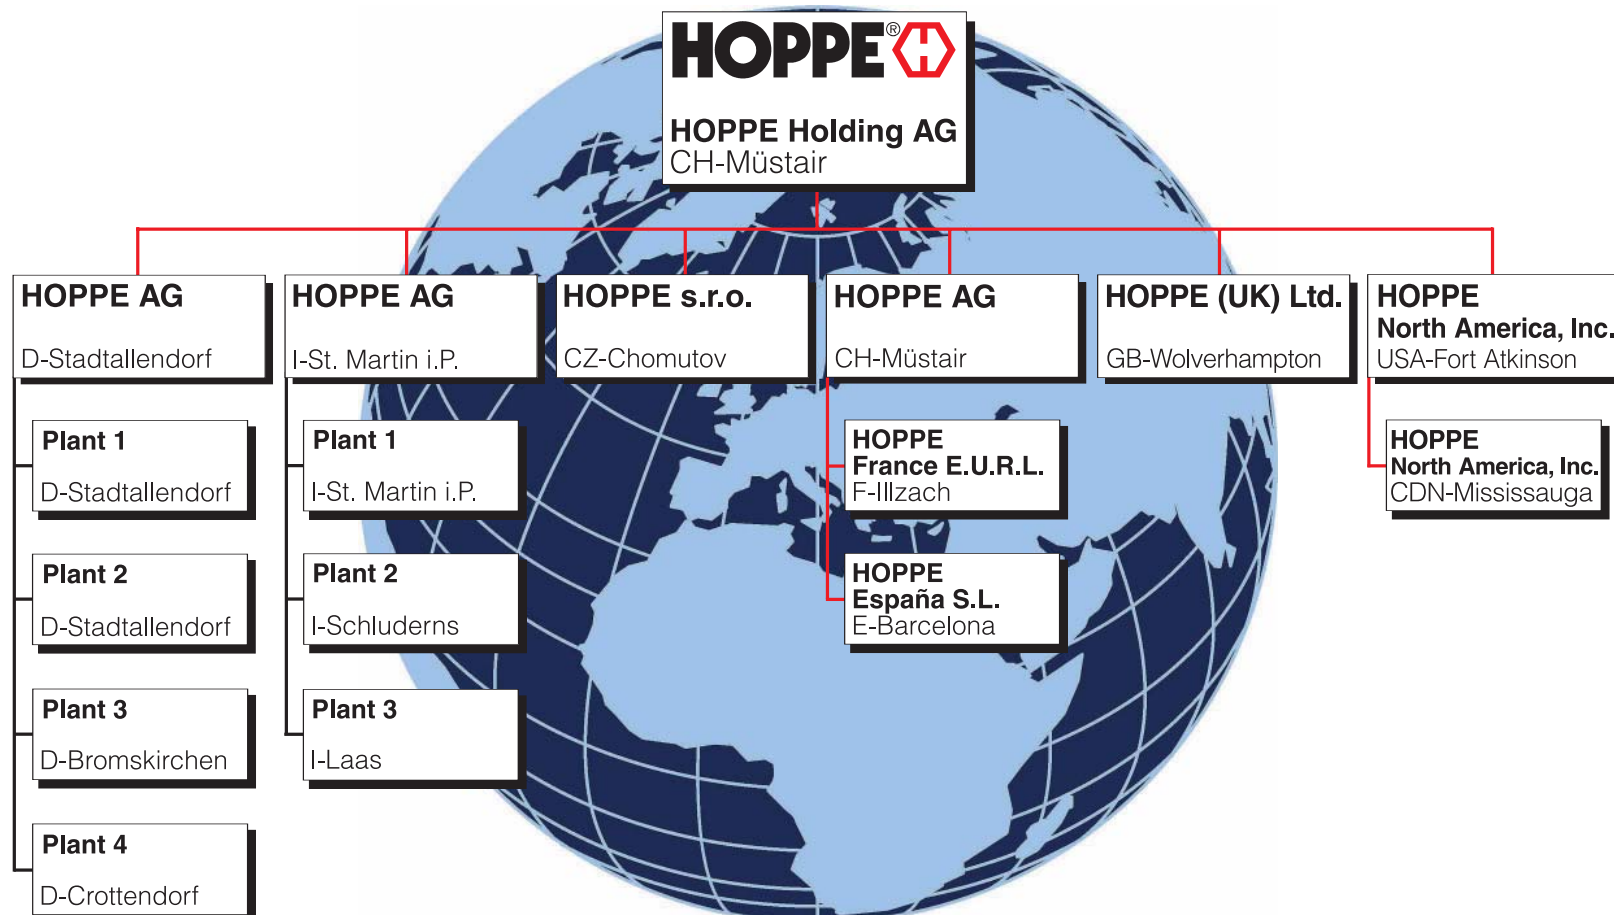 HOPPE®
HOPPE Holding AG
CH-Müstair
HOPPE AG
D-Stadtallendorf
Plant 1
D-Stadtallendorf
Plant 2
D-Stadtallendorf
Plant 3
D-Bromskirchen
Plant 4
D-Crottendorf
HOPPE AG
I-St. Martin i.P.
Plant 1
I-St. Martin i.P.
Plant 2
I-Schluderns
Plant 3
I-Laas
HOPPE s.r.o.
CZ-Chomutov
HOPPE AG
CH-Müstair
HOPPE
France E.U.R.L.
F-Illzach
HOPPE
España S.L.
E-Barcelona
HOPPE (UK) Ltd.
GB-Wolverhampton
HOPPE
North America, Inc.
USA-Fort Atkinson
HOPPE
North America, Inc.
CDN-Mississauga